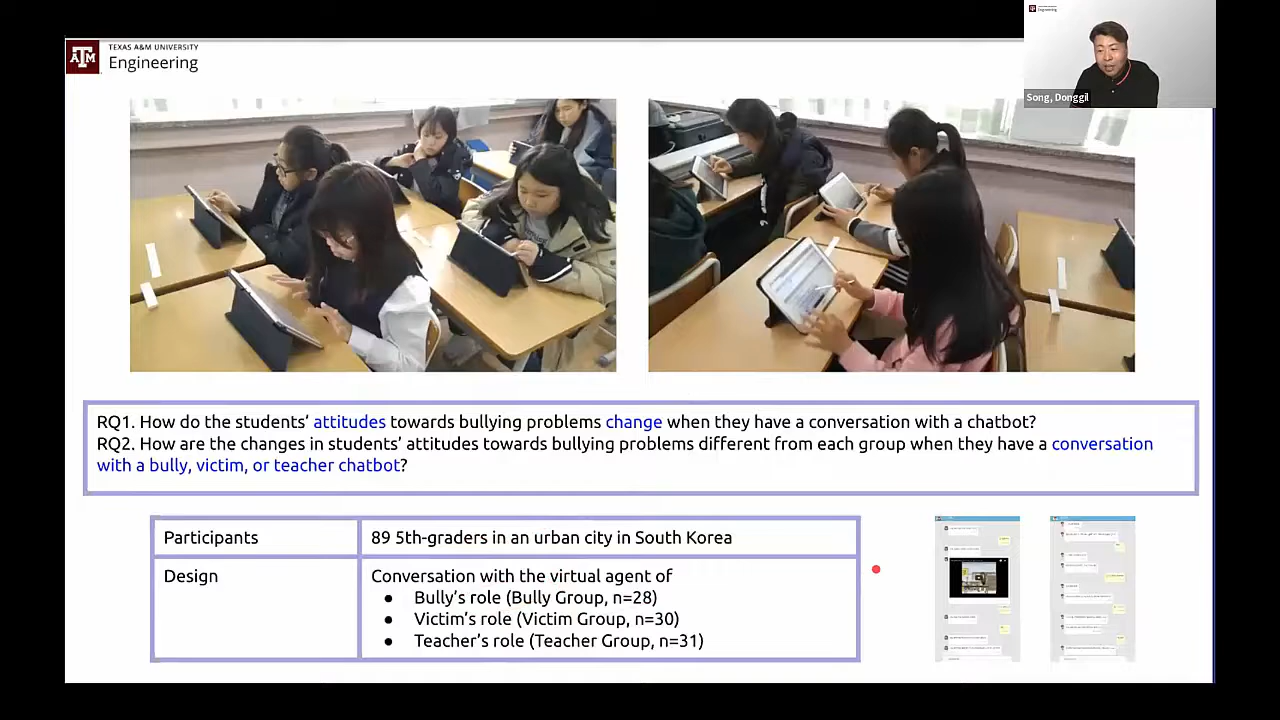 TEXAS A&M UNIVERSITY
Engineering
Engineering
Song, Donggil
RQ1. How do the students’ attitudes towards bullying problems change when they have a conversation with a chatbot?
RQ2. How are the changes in students’ attitudes towards bullying problems different from each group when they have a conversation
with a bully, victim, or teacher chatbot?
Participants
89 5th-graders in an urban city in South Korea
Design
Conversation with the virtual agent of
● Bully’s role (Bully Group, n=28)
● Victim’s role (Victim Group, n=30)
● Teacher’s role (Teacher Group, n=31)